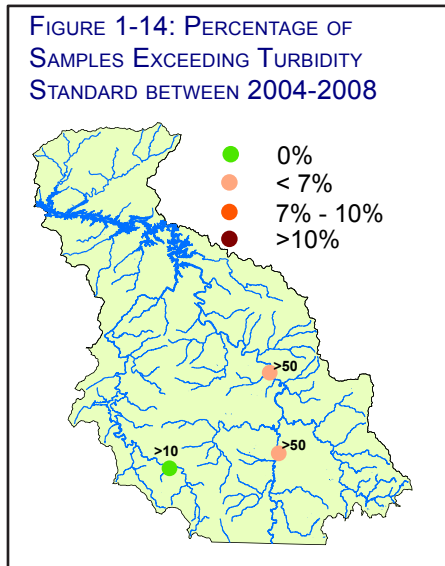 FIGURE 1-14: PERCENTAGE OF
SAMPLES EXCEEDING TURBIDITY
STANDARD BETWEEN 2004-2008
0%
< 7%
7% - 10%
>10%
>50
>50
>10